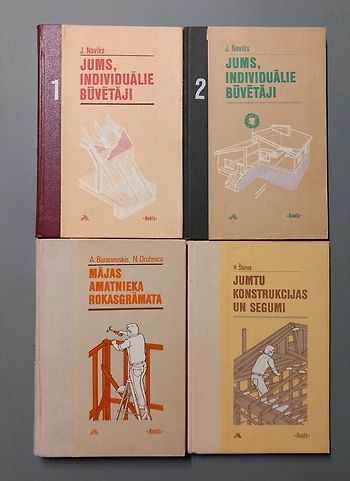 1
J. Noviks
JUMS,
INDIVIDUĀLIE
BŪVĒTĀJI
«Avots»
2
J. Noviks
JUMS,
INDIVIDUĀLIE
BŪVĒTĀJI
«Avots»
A. Baranovskis, N. Drobnica
MĀJAS
AMATNIEKA
ROKASGRĀMATA
«Avots»
H. Šterns
JUMTU
KONSTRUKCIJAS
UN SEGUMI
«Avots»